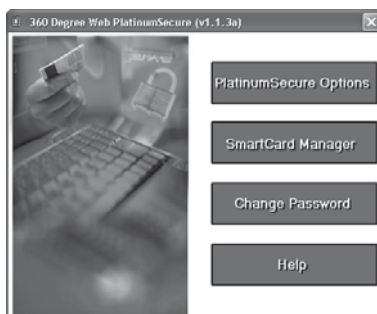 360 Degree Web PlatinumSecure (v1.1.3a)
PlatinumSecure Options
SmartCard Manager
Change Password
Help